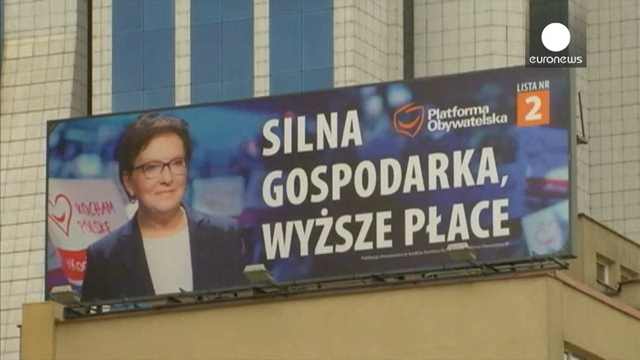 euronews
LISTA NR
2
Platforma
Obywatelska
SILNA
GOSPODARKA,
WYŻSZE PŁACE
KOCHAM
POLSKĘ